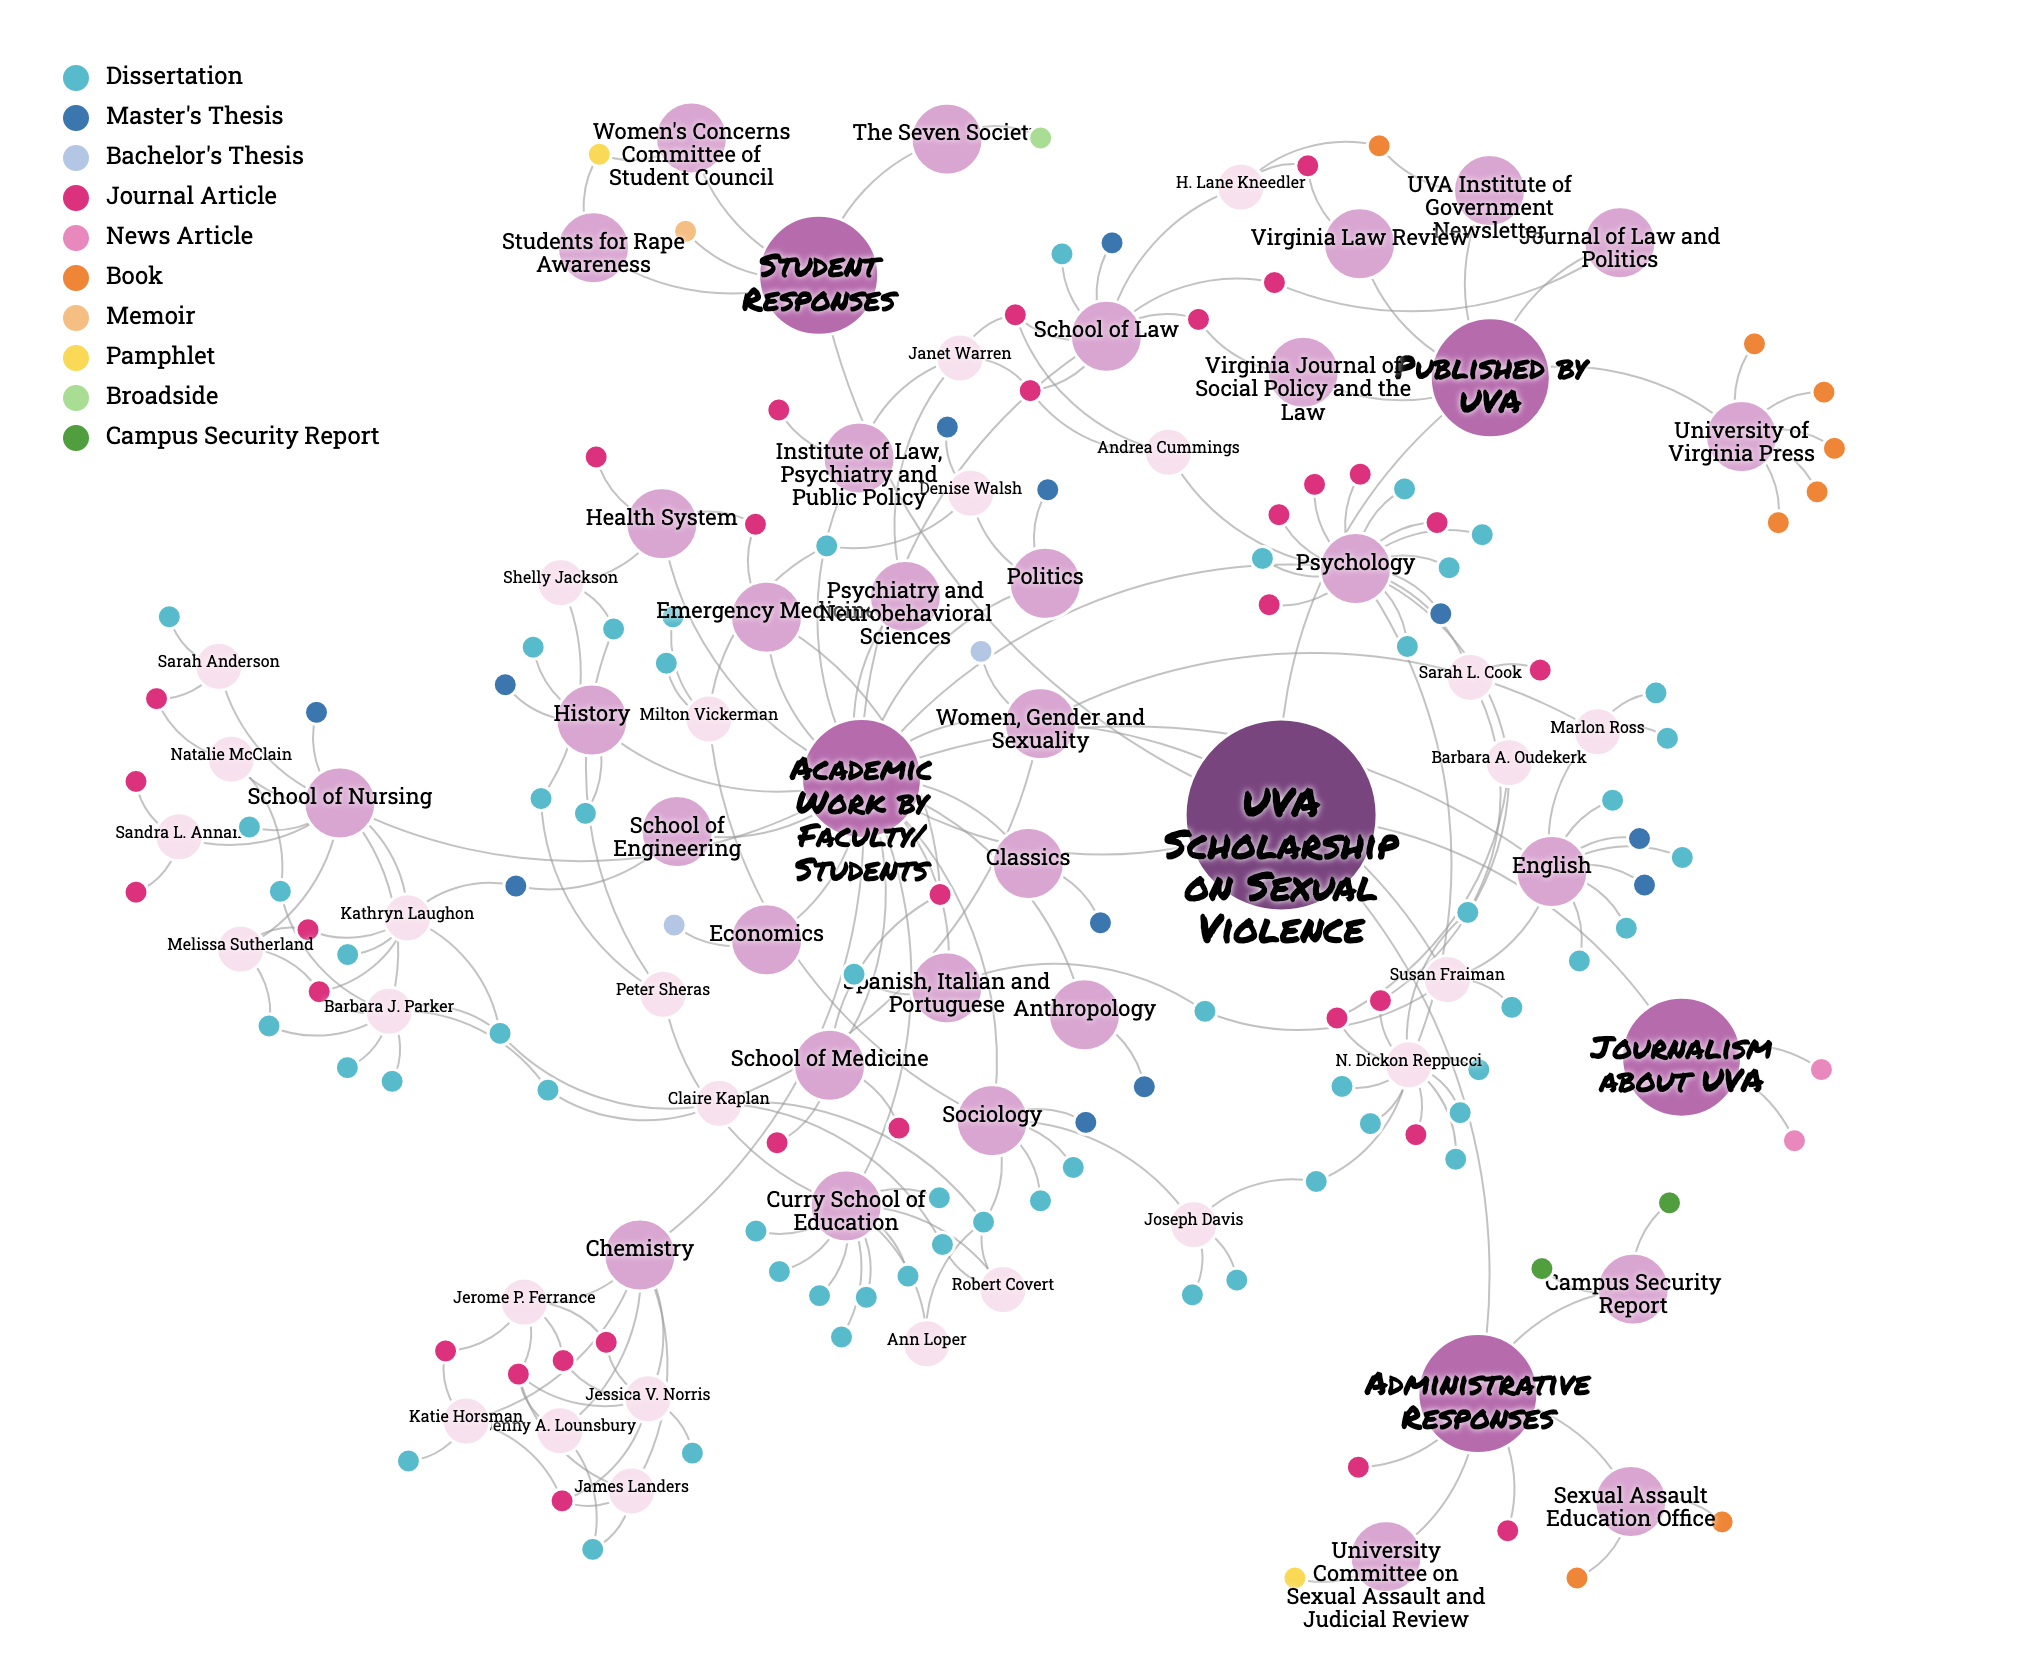 Dissertation
Master's Thesis
Bachelor's Thesis
Journal Article
News Article
Book
Memoir
Pamphlet
Broadside
Campus Security Report
Women's Concerns
Committee of
Student Council
The Seven Society
Students for Rape
Awareness
Student
Responses
H. Lane Kneedler
UVA Institute of
Government
Newsletter
Virginia Law Review
Journal of Law and
Politics
School of Law
Janet Warren
Virginia Journal of
Social Policy and the
Law
Published by
UVA
University of
Virginia Press
Andrea Cummings
Institute of Law,
Psychiatry and
Public Policy
Denise Walsh
Health System
Shelly Jackson
Psychology
Politics
Emergency Medicine
Psychiatry and
Neurobehavioral
Sciences
Sarah Anderson
Sarah L. Cook
History
Milton Vickerman
Women, Gender and
Sexuality
Marlon Ross
Natalie McClain
Barbara A. Oudekerk
Academic
Work by
Faculty/
Students
School of Nursing
UVA
Scholarship
on Sexual
Violence
Sandra L. Annan
School of
Engineering
Classics
English
Kathryn Laughon
Economics
Melissa Sutherland
Susan Fraiman
Peter Sheras
Spanish, Italian and
Portuguese
Anthropology
Barbara J. Parker
Journalism
about UVA
School of Medicine
N. Dickon Reppucci
Claire Kaplan
Sociology
Curry School of
Education
Joseph Davis
Chemistry
Robert Covert
Campus Security
Report
Jerome P. Ferrance
Ann Loper
Administrative
Responses
Jessica V. Norris
Katie Horsman
enny A. Lounsbury
James Landers
Sexual Assault
Education Office
University
Committee on
Sexual Assault and
Judicial Review